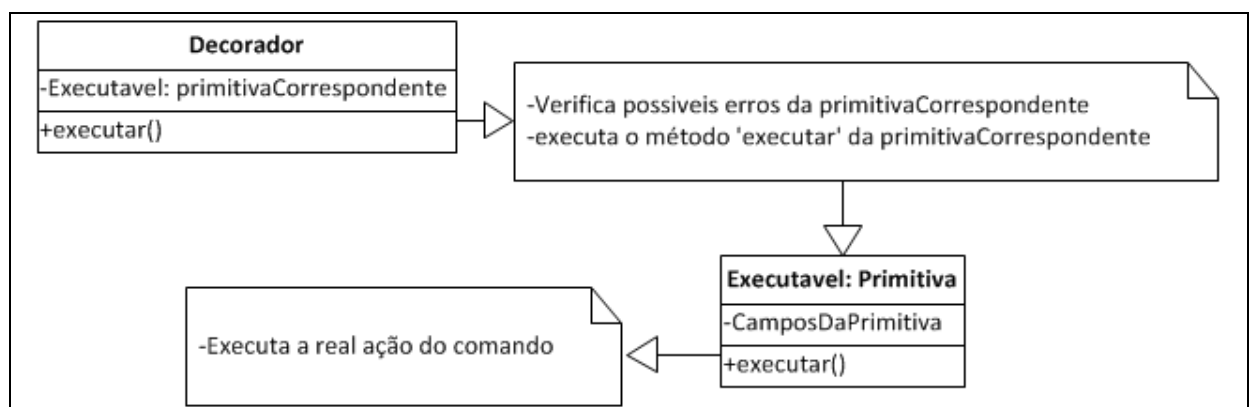 Decorador
-Executavel: primitivaCorrespondente
+executar()
-Verifica possiveis erros da primitivaCorrespondente
-executa o método 'executar' da primitivaCorrespondente
Executavel: Primitiva
-CamposDaPrimitiva
+executar()
-Executa a real ação do comando